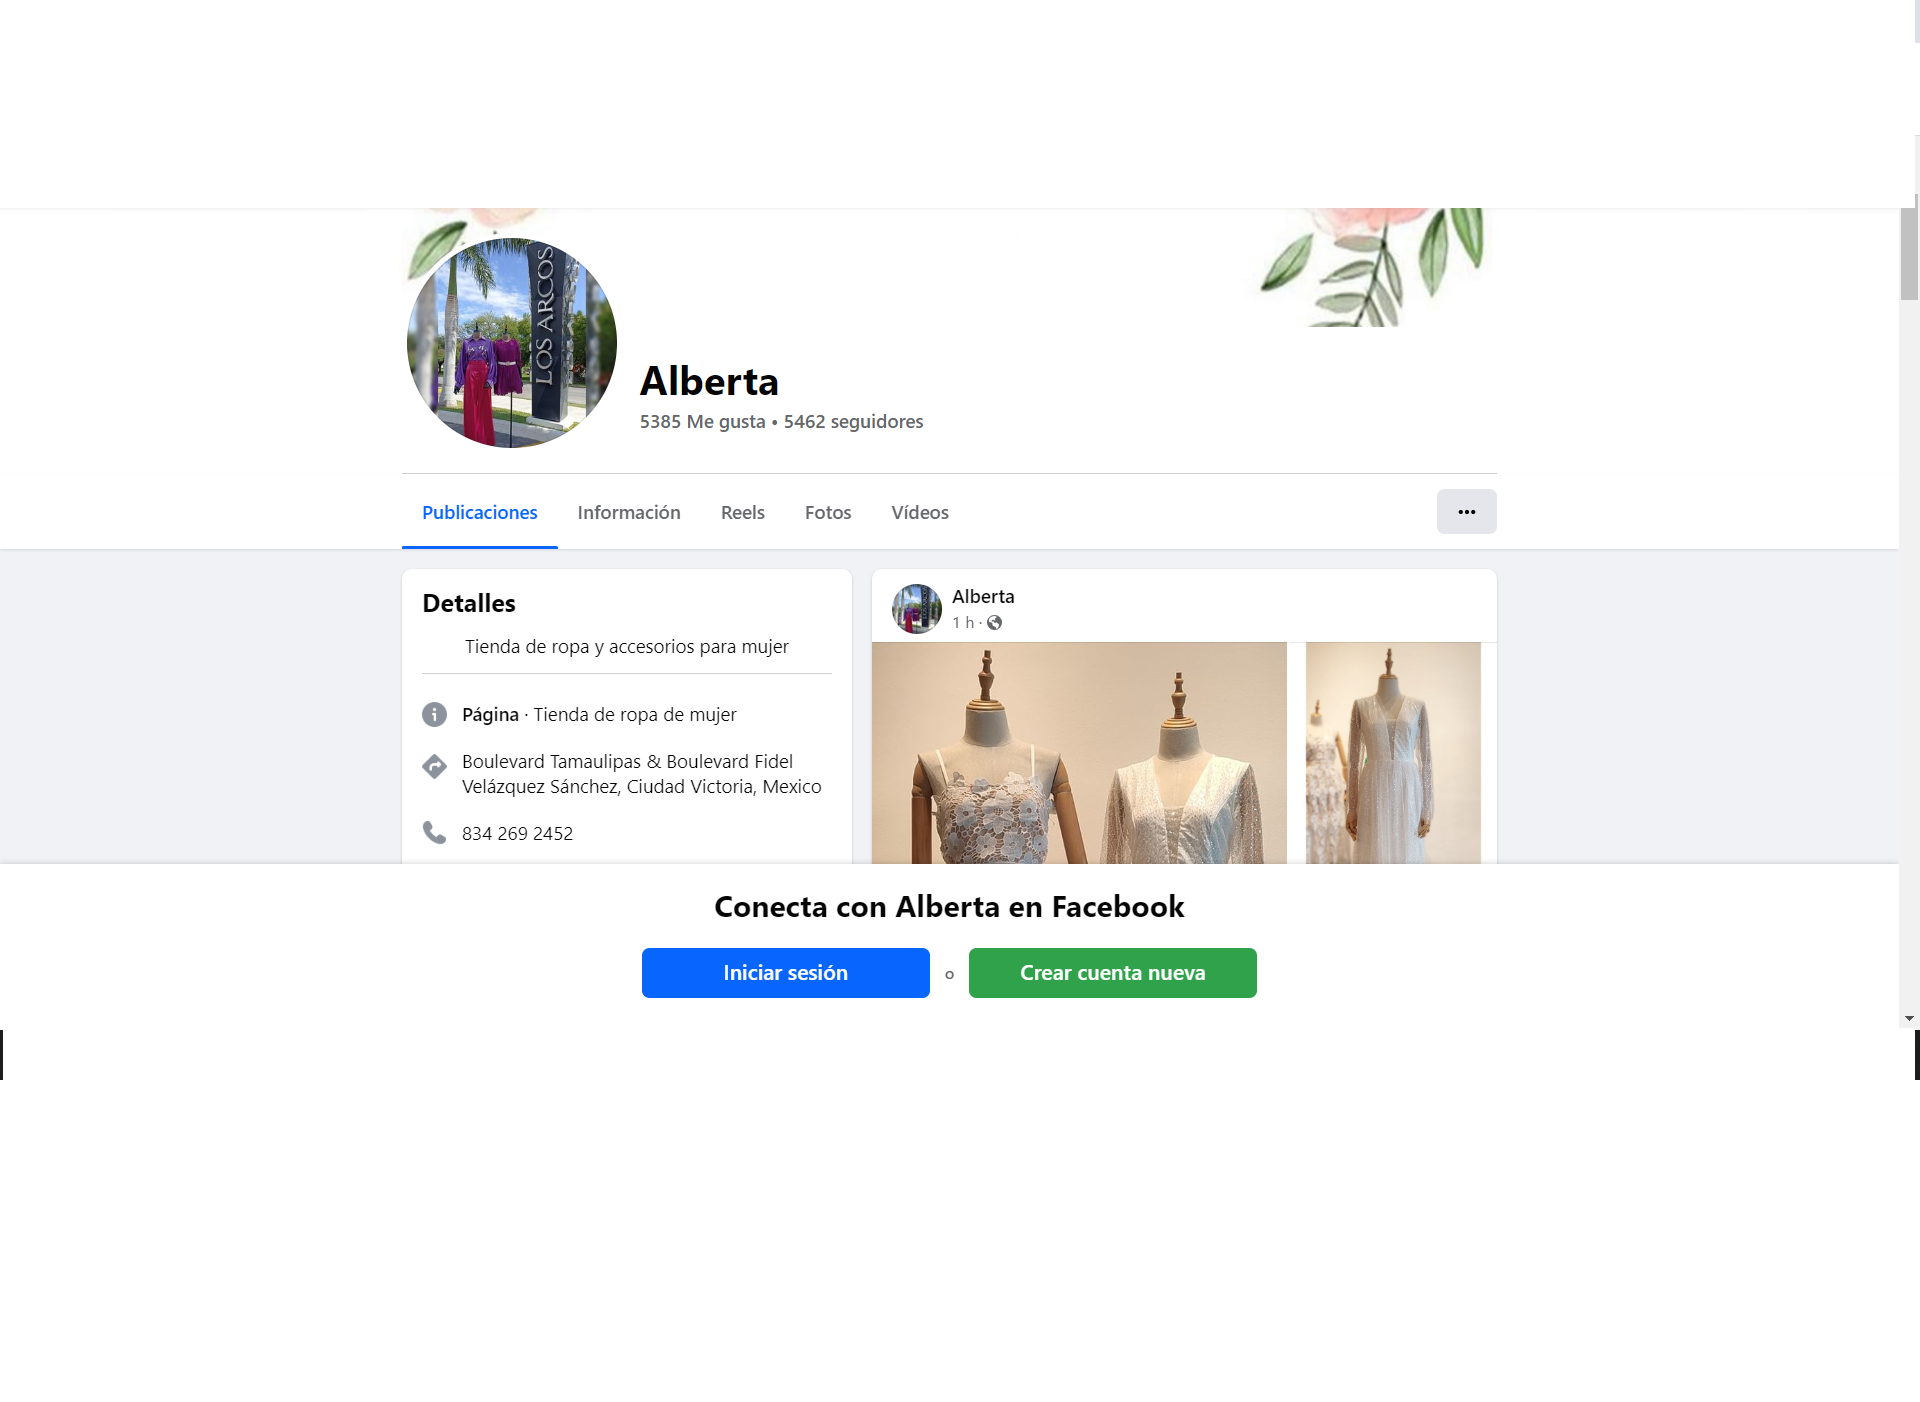 LOS ARCOS
Alberta
5385 Me gusta • 5462 seguidores
Publicaciones
Información
Reels
Fotos
Vídeos
Detalles
Tienda de ropa y accesorios para mujer
Página · Tienda de ropa de mujer
Boulevard Tamaulipas & Boulevard Fidel
Velázquez Sánchez, Ciudad Victoria, Mexico
834 269 2452
Alberta
1 h ·
Conecta con Alberta en Facebook
Iniciar sesión
o
Crear cuenta nueva